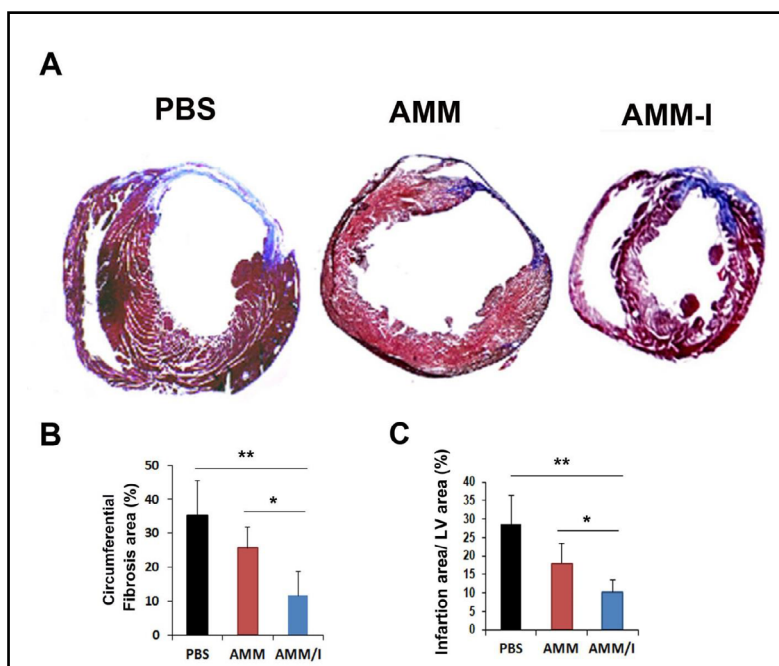 A
PBS
AMM
AMM-I
B
Circumferential
Fibrosis area (%)
50
40
30
20
10
0
**
*
PBS
AMM
AMM/I
C
Infartion area/ LV area (%)
40
35
30
25
20
15
10
5
0
**
*
PBS
AMM
AMM/I